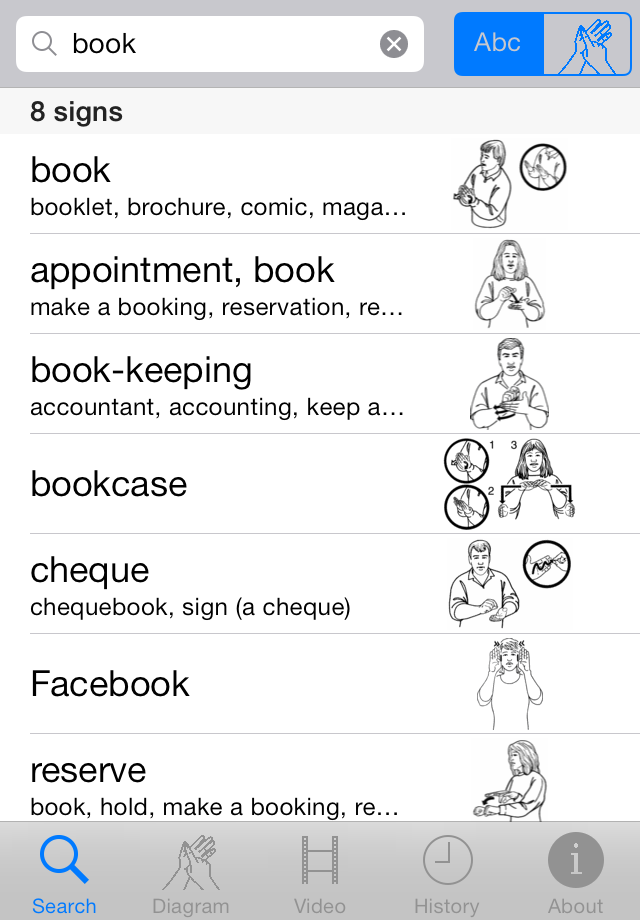 book
Abc
8 signs
book
booklet, brochure, comic, maga…
appointment, book
make a booking, reservation, re…
book-keeping
accountant, accounting, keep a…
bookcase
1
3
2
cheque
chequebook, sign (a cheque)
Facebook
reserve
book, hold, make a booking, re…
Search
Diagram
Video
History
About